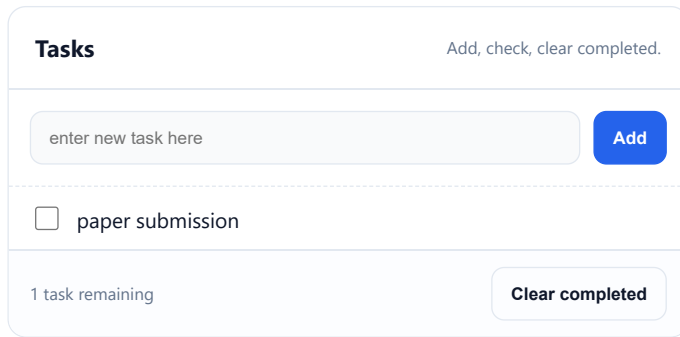 Tasks
Add, check, clear completed.
enter new task here
Add
paper submission
1 task remaining
Clear completed